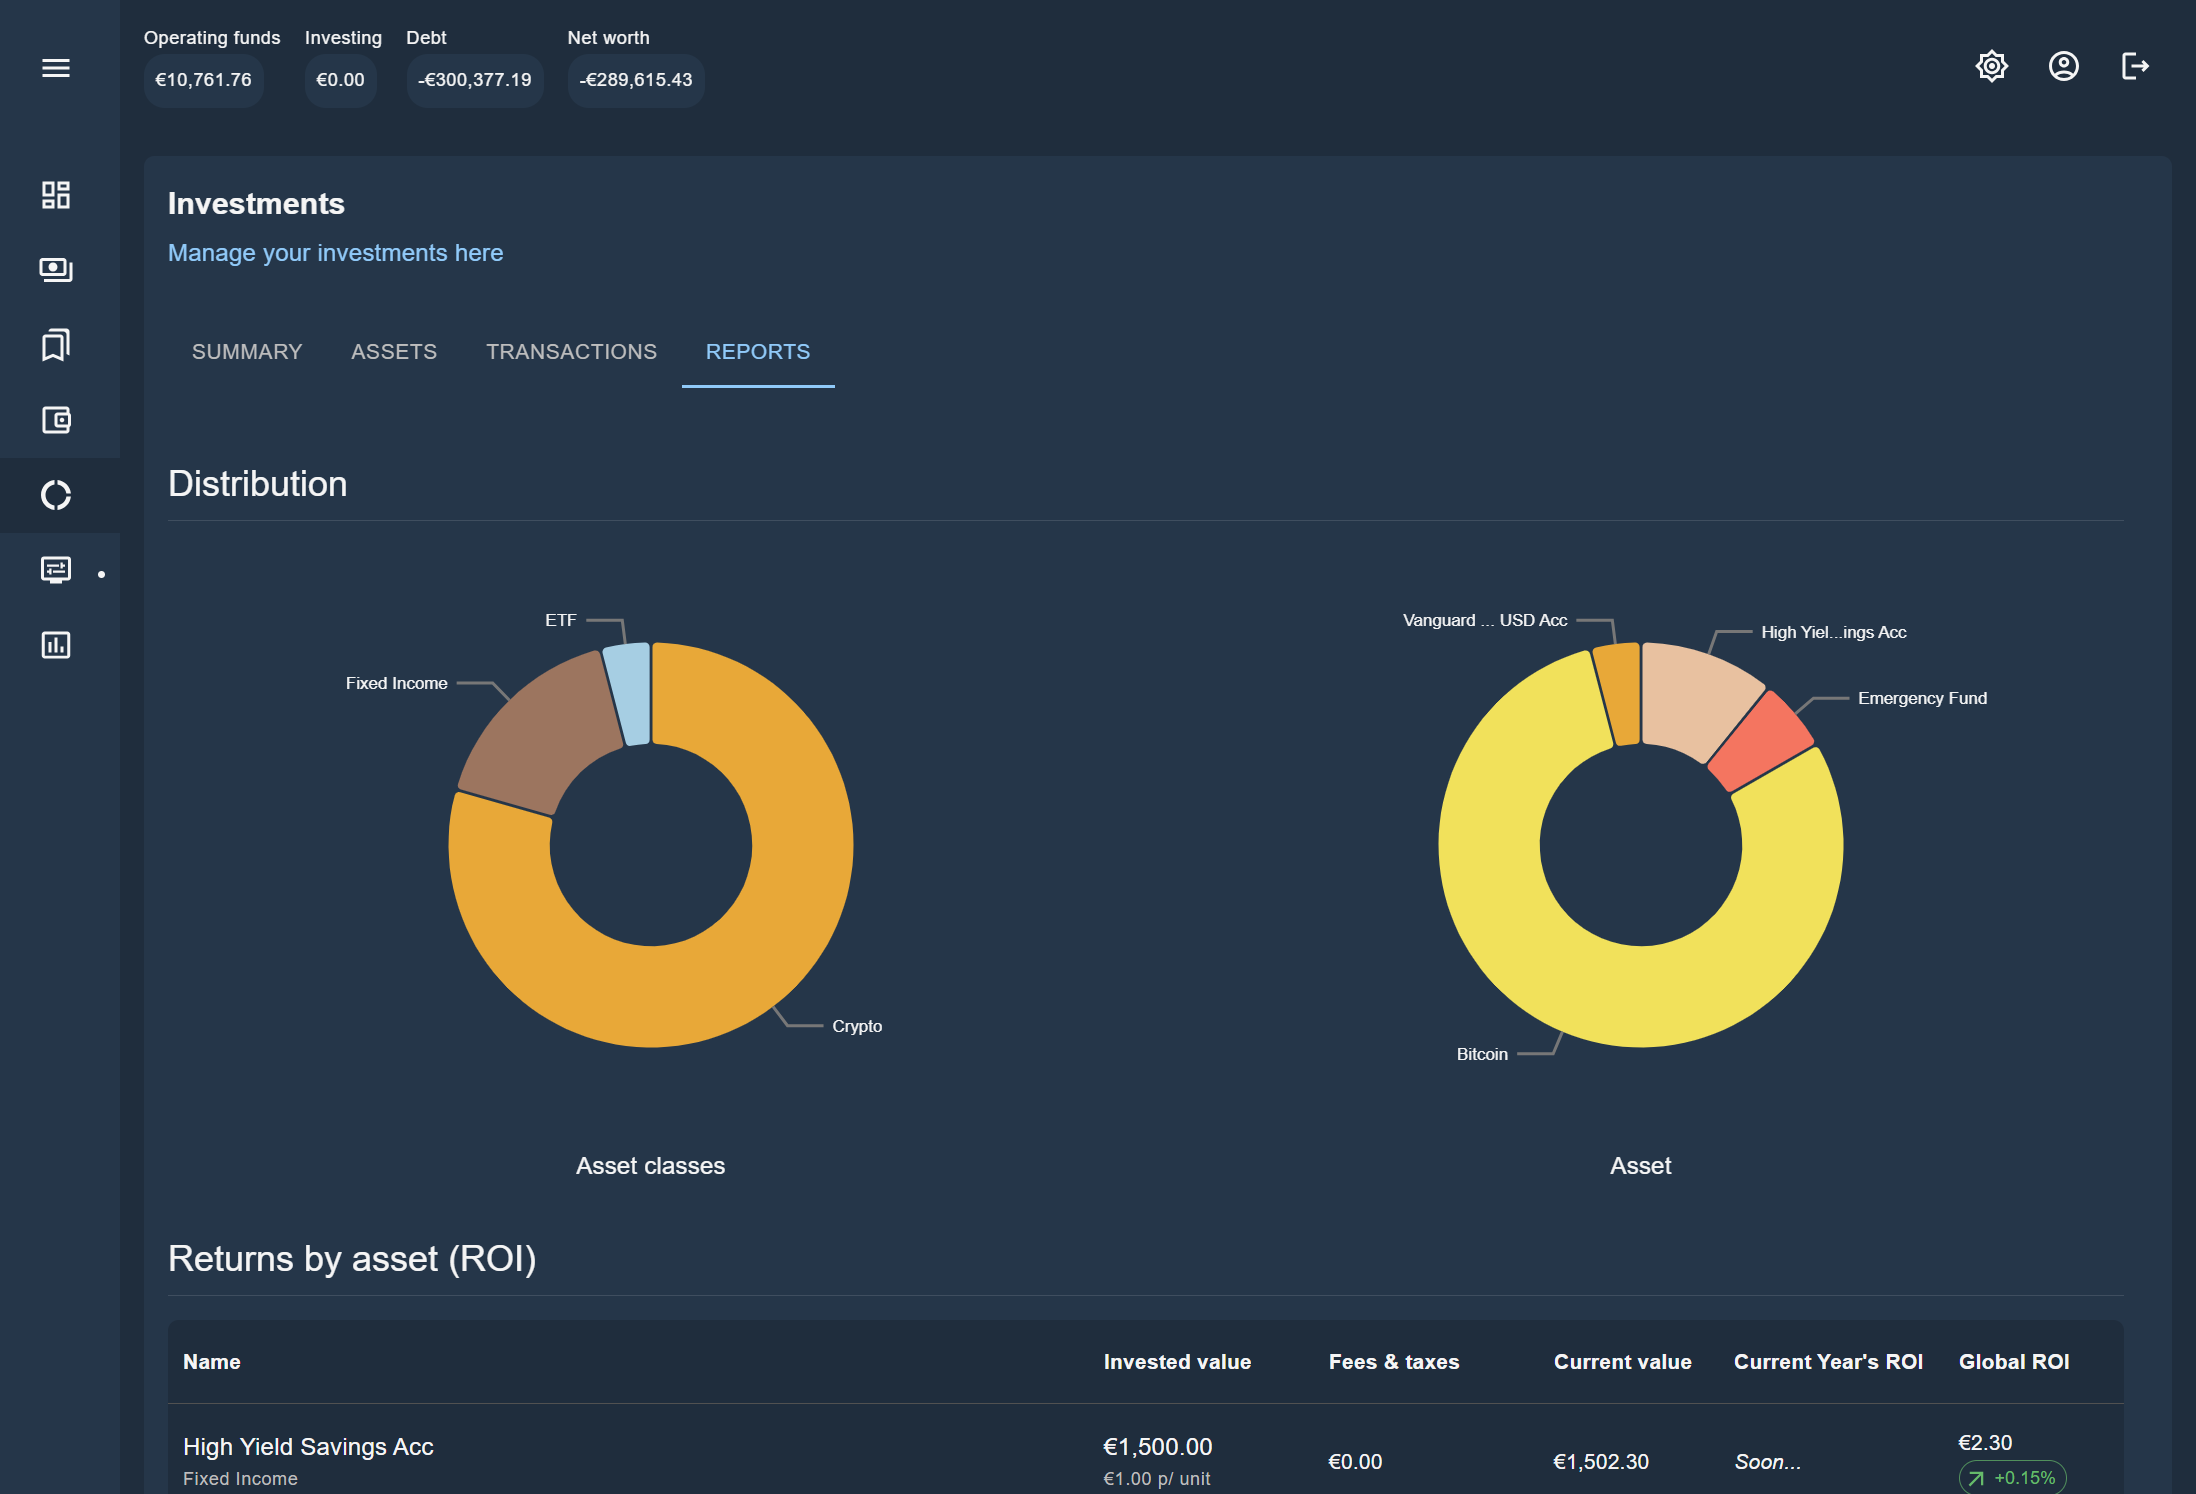 Operating funds Investing Debt Net worth
€10,761.76 €0.00 -€300,377.19 -€289,615.43
Investments
Manage your investments here
SUMMARY ASSETS TRANSACTIONS REPORTS
Distribution
ETF
Fixed Income
Crypto
Asset classes
Vanguard ... USD Acc
High Yiel...ings Acc
Emergency Fund
Bitcoin
Asset
Returns by asset (ROI)
Name Invested value Fees & taxes Current value Current Year's ROI Global ROI
High Yield Savings Acc €1,500.00 €0.00 €1,502.30 Soon... €2.30
Fixed Income €1.00 p/ unit +0.15%